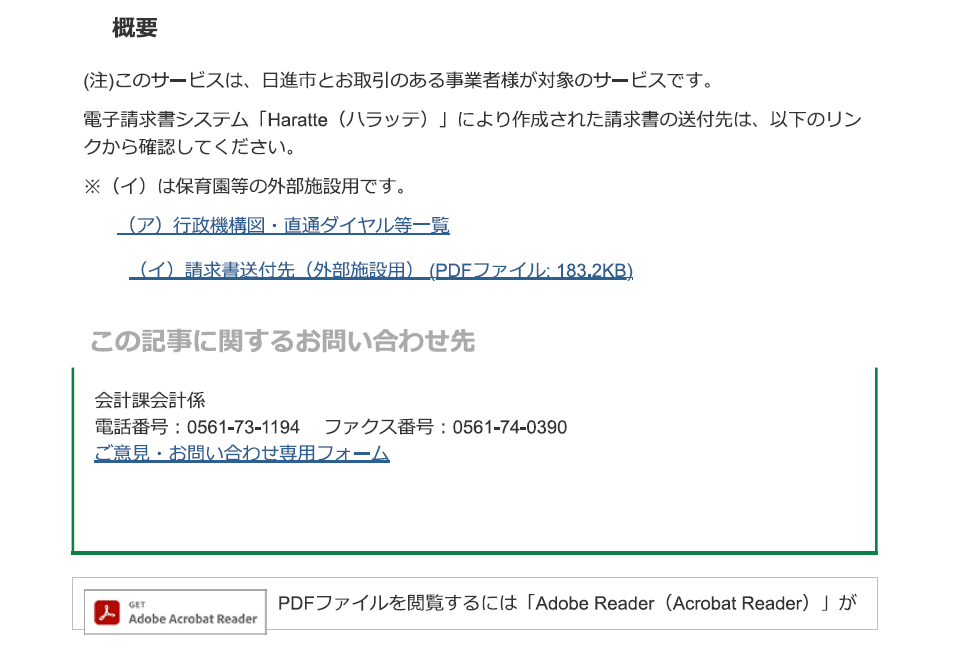 概要
(注)このサービスは、日進市とお取引のある事業者様が対象のサービスです。
電子請求書システム「Haratte（ハラッテ）」により作成された請求書の送付先は、以下のリン
クから確認してください。
※（イ）は保育園等の外部施設用です。
（ア）行政機構図・直通ダイヤル等一覧
（イ）請求書送付先（外部施設用） (PDFファイル: 183.2KB)
この記事に関するお問い合わせ先
会計課会計係
電話番号：0561-73-1194　ファクス番号：0561-74-0390
ご意見・お問い合わせ専用フォーム
GET
Adobe Acrobat Reader
PDFファイルを閲覧するには「Adobe Reader（Acrobat Reader）」が